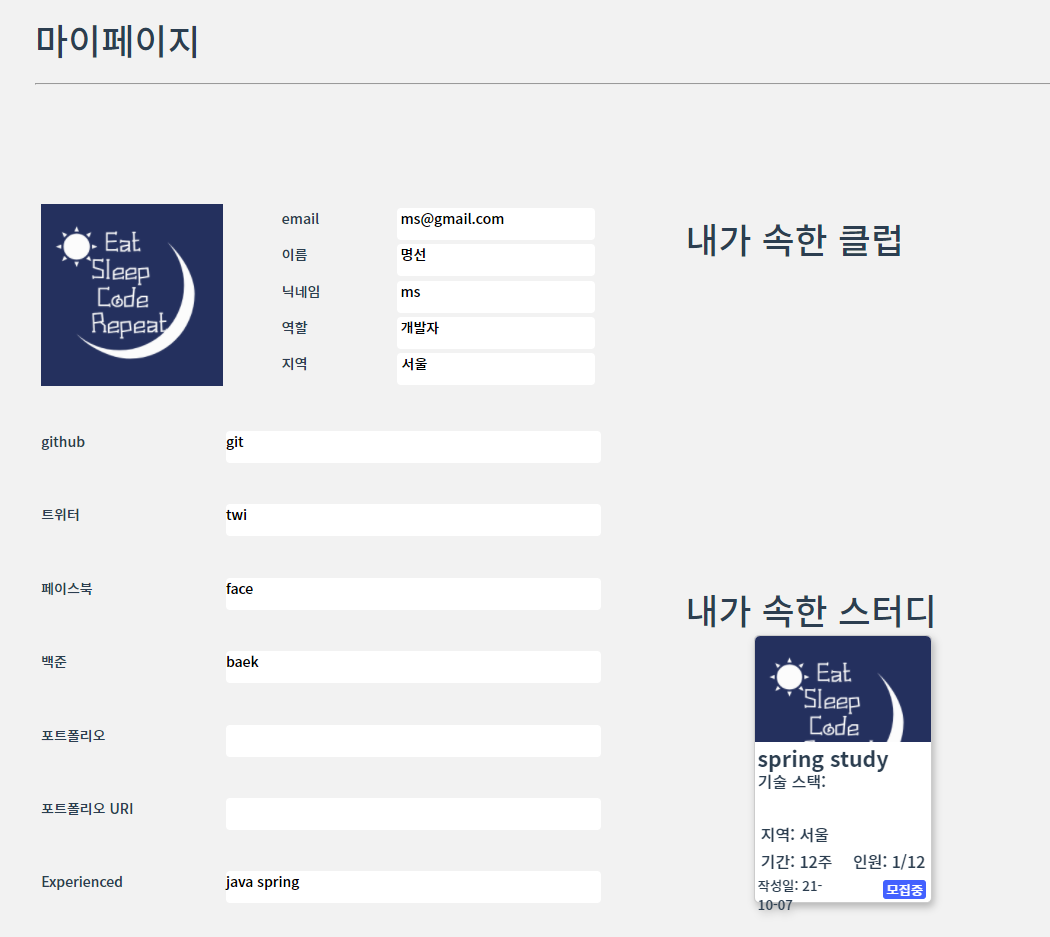 마이페이지
Eat
Sleep
Code
Repeat
email ms@gmail.com
이름 명선
닉네임 ms
역할 개발자
지역 서울
github git
트위터 twi
페이스북 face
백준 baek
포트폴리오
포트폴리오 URI
Experienced java spring
내가 속한 클럽
내가 속한 스터디
Eat
Sleep
Code
spring study
기술 스택:
지역: 서울
기간: 12주 인원: 1/12
작성일: 21-
10-07
모집중